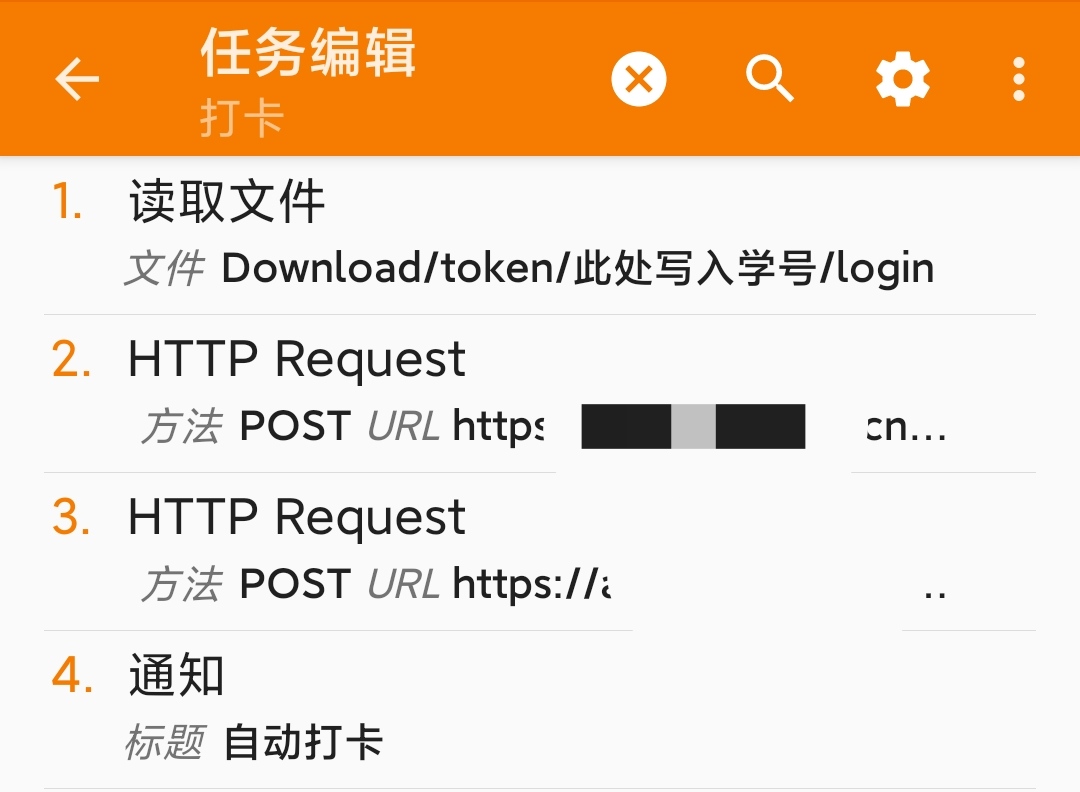 任务编辑
打卡
1. 读取文件
文件 Download/token/此处写入学号/login
2. HTTP Request
方法 POST URL https cn...
3. HTTP Request
方法 POST URL https:// ..
4. 通知
标题 自动打卡